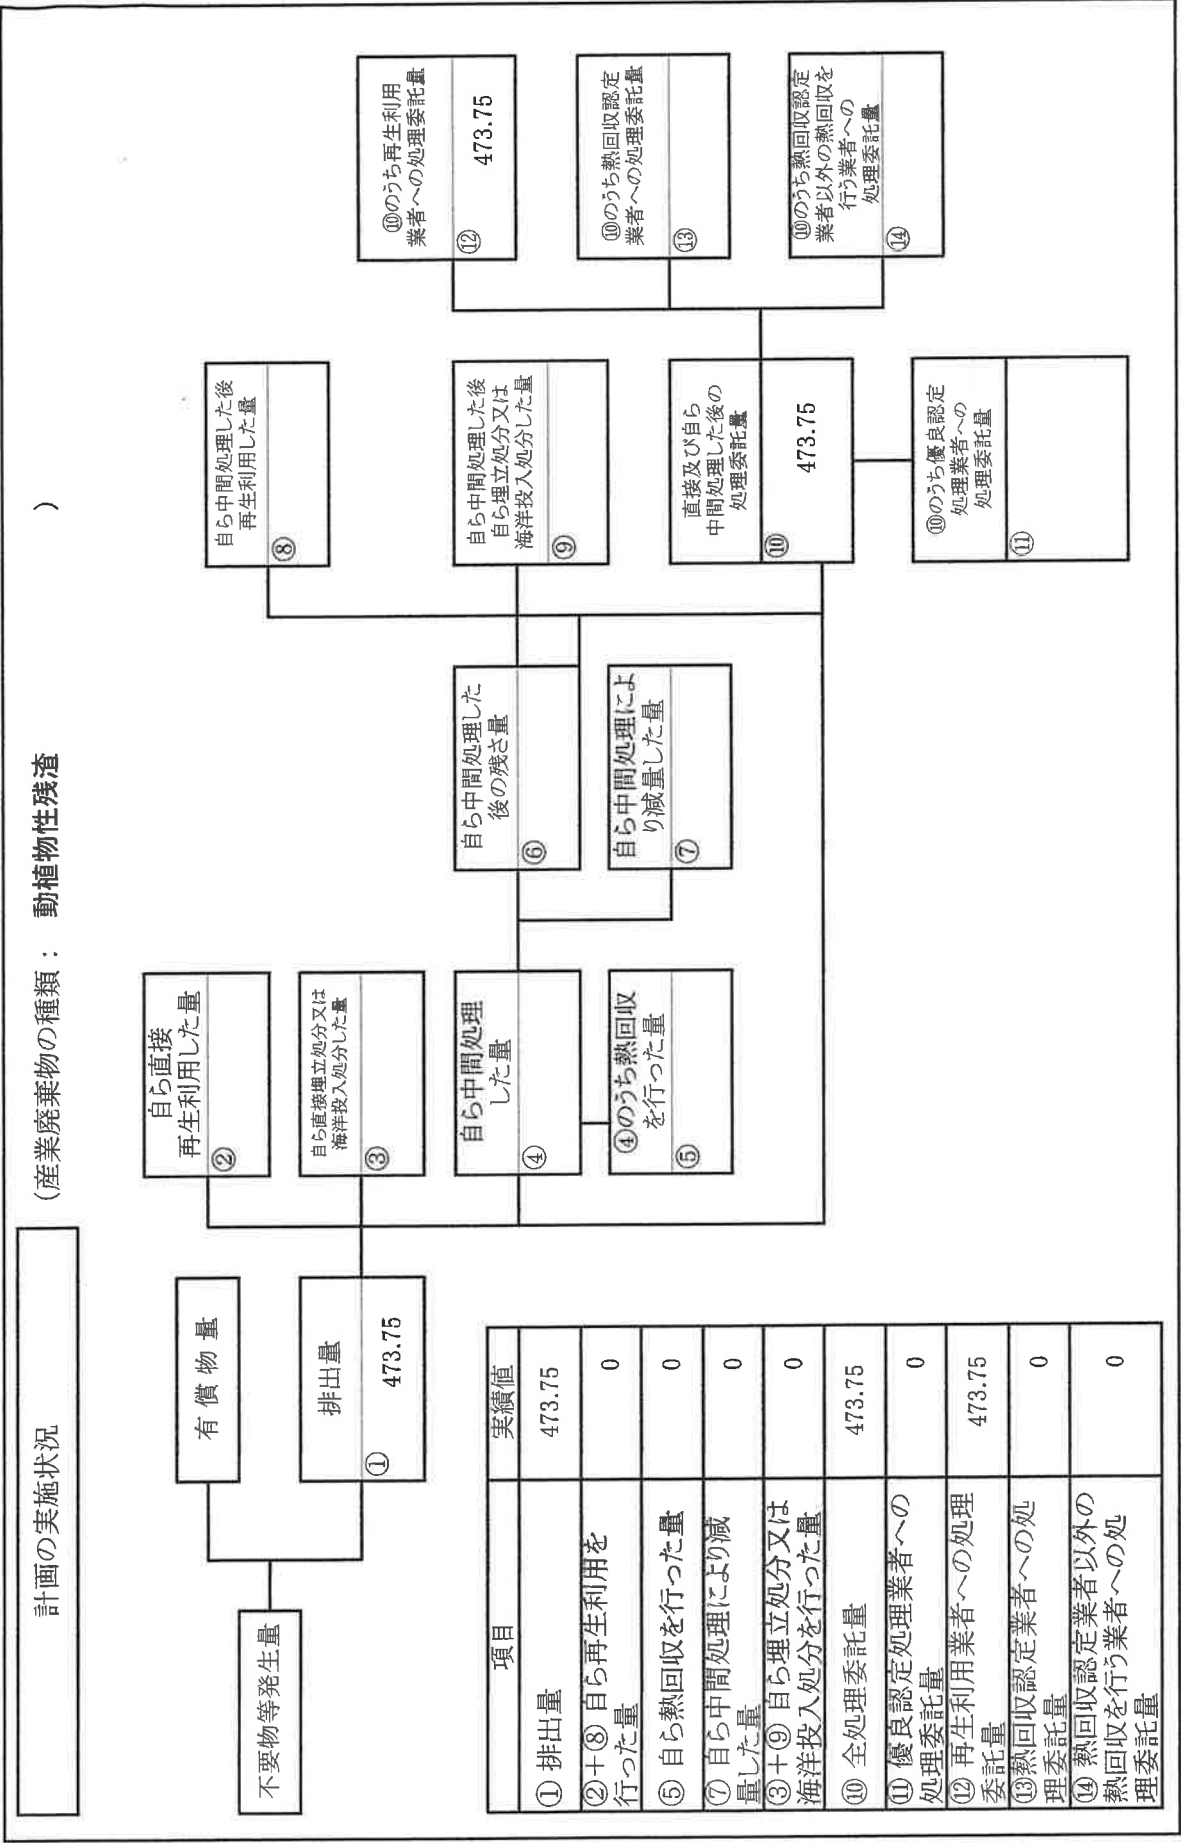 計画の実施状況
(産業廃棄物の種類： 動植物性残渣 )
不要物等発生量
有償物量
排出量
① 473.75
自ら直接
再生利用した量
②
自ら直接埋立処分又は
海洋投入処分した量
③
自ら中間処理
した量
④
④のうち熱回収
を行った量
⑤
自ら中間処理した
後の残さ量
⑥
自ら中間処理によ
り減量した量
⑦
自ら中間処理した後
再生利用した量
⑧
自ら中間処理した後
自ら埋立処分又は
海洋投入処分した量
⑨
直接及び自ら
中間処理した後の
処理委託量
⑩ 473.75
⑩のうち優良認定
処理業者への
処理委託量
⑪
⑩のうち再生利用
業者への処理委託量
⑫ 473.75
⑩のうち熱回収認定
業者への処理委託量
⑬
⑩のうち熱回収認定
業者以外の熱回収を
行う業者への
処理委託量
⑭
項目 実績値
① 排出量 473.75
②＋⑧ 自ら再生利用を
行った量 0
⑤ 自ら熱回収を行った量 0
⑦ 自ら中間処理により減
量した量 0
③＋⑨ 自ら埋立処分又は
海洋投入処分を行った量 0
⑩ 全処理委託量 473.75
⑪ 優良認定処理業者への
処理委託量 0
⑫ 再生利用業者への処理
委託量 473.75
⑬熱回収認定業者への処
理委託量 0
⑭ 熱回収認定業者以外の
熱回収を行う業者への処
理委託量 0